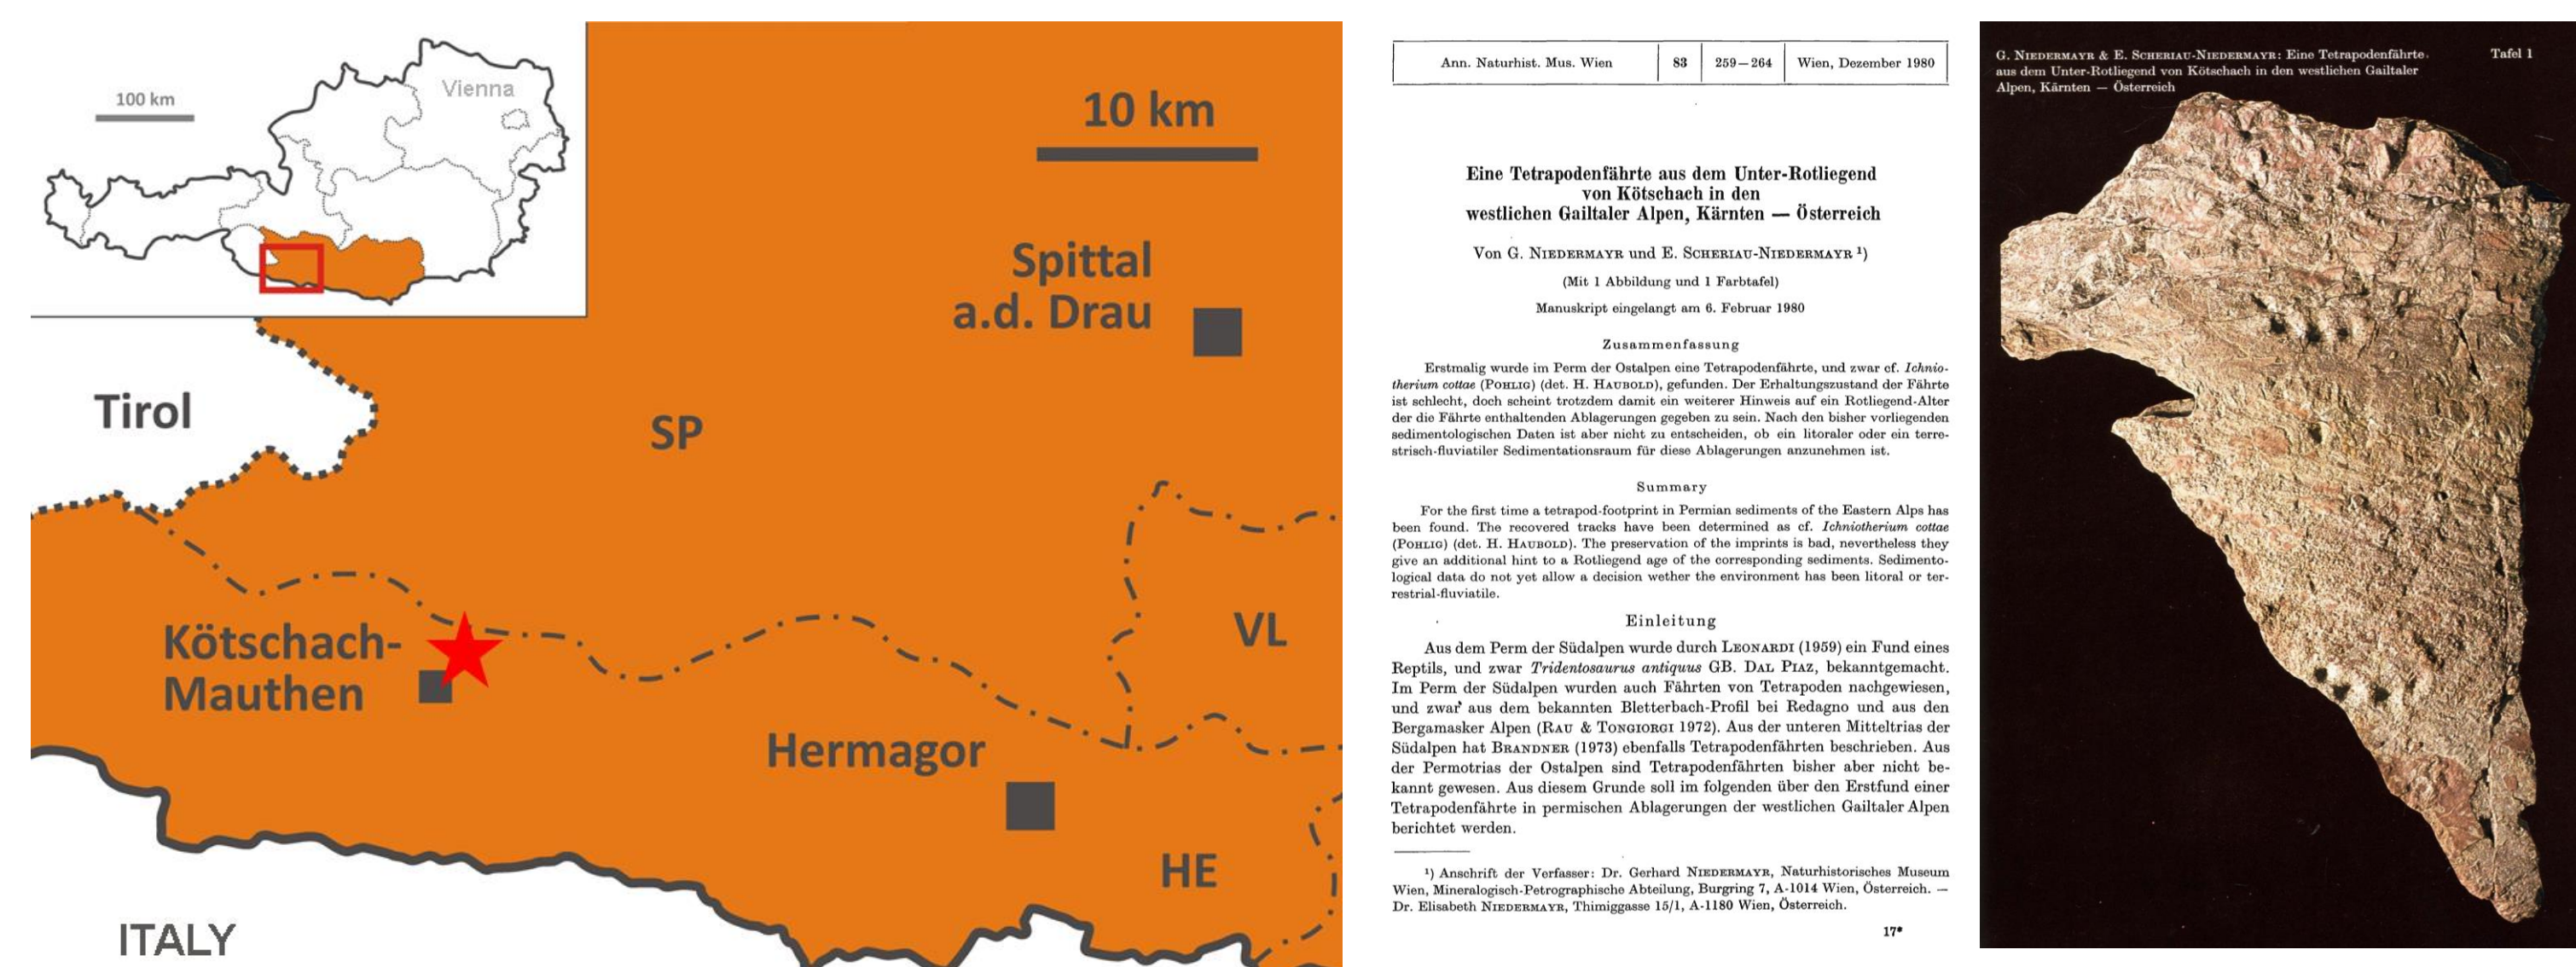 100 km
Vienna
10 km
Spittal
a.d. Drau
Tirol
SP
Kötschach-
Mauthen
VL
Hermagor
HE
ITALY
Ann. Naturhist. Mus. Wien
83
259–264
Wien, Dezember 1980
Eine Tetrapodenfährte aus dem Unter-Rotliegend
von Kötschach in den
westlichen Gailtaler Alpen, Kärnten — Österreich
Von G. NIEDERMAYR und E. SCHERIAU-NIEDERMAYR ¹)
(Mit 1 Abbildung und 1 Farbtafel)
Manuskript eingelangt am 6. Februar 1980
Zusammenfassung
Erstmalig wurde im Perm der Ostalpen eine Tetrapodenfährte, und zwar cf. Ichnio-
therium cottae (POHLIG) (det. H. HAUBOLD), gefunden. Der Erhaltungszustand der Fährte
ist schlecht, doch scheint trotzdem damit ein weiterer Hinweis auf ein Rotliegend-Alter
der die Fährte enthaltenden Ablagerungen gegeben zu sein. Nach den bisher vorliegenden
sedimentologischen Daten ist aber nicht zu entscheiden, ob ein litoraler oder ein terre-
strisch-fluviatiler Sedimentationsraum für diese Ablagerungen anzunehmen ist.
Summary
For the first time a tetrapod-footprint in Permian sediments of the Eastern Alps has
been found. The recovered tracks have been determined as cf. Ichniotherium cottae
(POHLIG) (det. H. HAUBOLD). The preservation of the imprints is bad, nevertheless they
give an additional hint to a Rotliegend age of the corresponding sediments. Sedimento-
logical data do not yet allow a decision wether the environment has been litoral or ter-
restrial-fluviatile.
Einleitung
Aus dem Perm der Südalpen wurde durch LEONARDI (1959) ein Fund eines
Reptils, und zwar Tridentosaurus antiquus GB. DAL PIAZ, bekanntgemacht.
Im Perm der Südalpen wurden auch Fährten von Tetrapoden nachgewiesen,
und zwar aus dem bekannten Bletterbach-Profil bei Redagno und aus den
Bergamasker Alpen (RAU & TONGIORGI 1972). Aus der unteren Mitteltrias der
Südalpen hat BRANDNER (1973) ebenfalls Tetrapodenfährten beschrieben. Aus
der Permotrias der Ostalpen sind Tetrapodenfährten bisher aber nicht be-
kannt gewesen. Aus diesem Grunde soll im folgenden über den Erstfund einer
Tetrapodenfährte in permischen Ablagerungen der westlichen Gailtaler Alpen
berichtet werden.
¹) Anschrift der Verfasser: Dr. Gerhard NIEDERMAYR, Naturhistorisches Museum
Wien, Mineralogisch-Petrographische Abteilung, Burgring 7, A-1014 Wien, Österreich. —
Dr. Elisabeth NIEDERMAYR, Thimiggasse 15/1, A-1180 Wien, Österreich.
17*
G. NIEDERMAYR & E. SCHERIAU-NIEDERMAYR: Eine Tetrapodenfährte
Tafel 1
aus dem Unter-Rotliegend von Kötschach in den westlichen Gailtaler
Alpen, Kärnten — Österreich